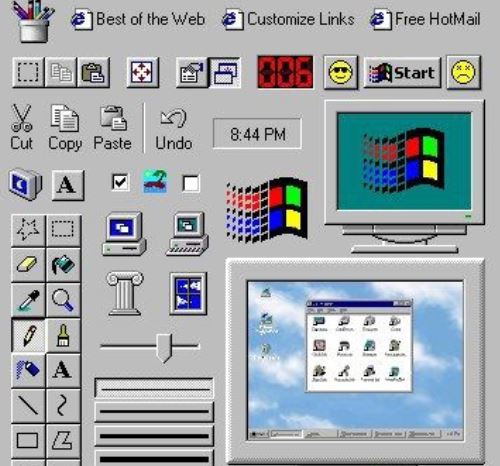 Best of the Web Customize Links Free HotMail
006 Start
Cut Copy Paste Undo 8:44 PM
A
A